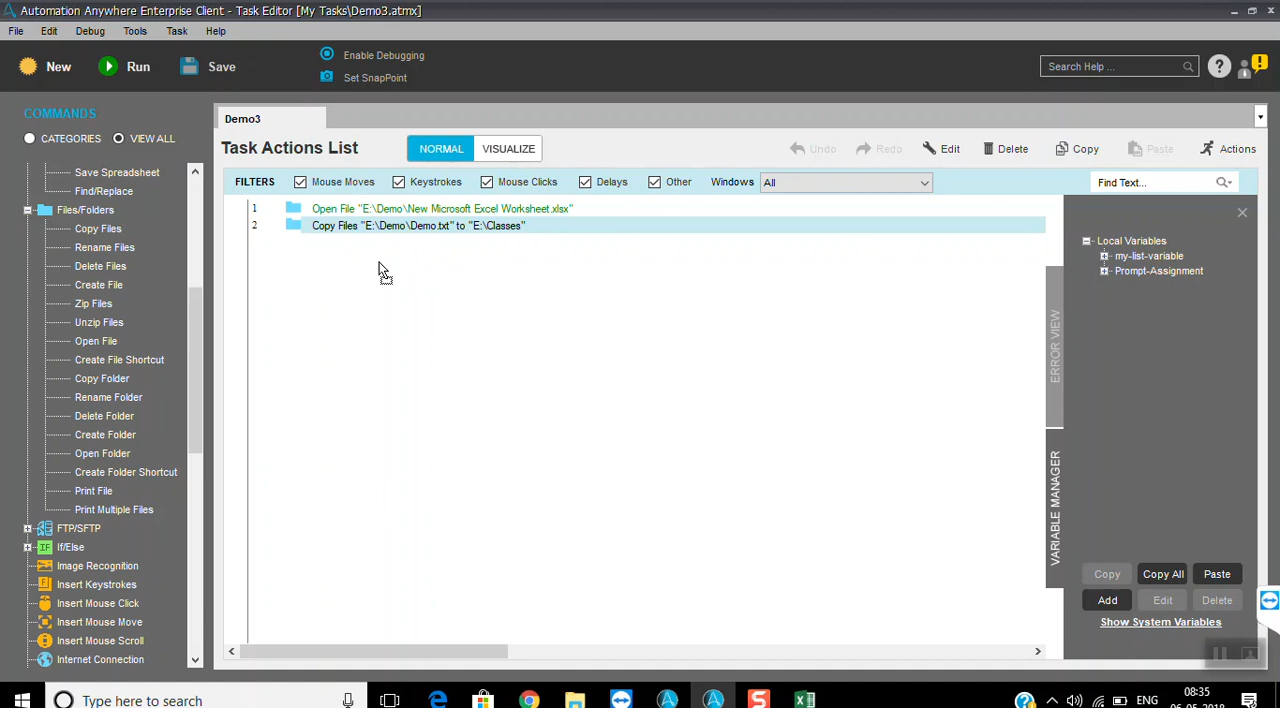 Automation Anywhere Enterprise Client - Task Editor [My Tasks\Demo3.atmx]
File Edit Debug Tools Task Help
New Run Save
Enable Debugging
Set SnapPoint
Search Help ...
COMMANDS
CATEGORIES VIEW ALL
Save Spreadsheet
Find/Replace
Files/Folders
Copy Files
Rename Files
Delete Files
Create File
Zip Files
Unzip Files
Open File
Create File Shortcut
Copy Folder
Rename Folder
Delete Folder
Create Folder
Open Folder
Create Folder Shortcut
Print File
Print Multiple Files
FTP/SFTP
IF If/Else
Image Recognition
Insert Keystrokes
Insert Mouse Click
Insert Mouse Move
Insert Mouse Scroll
Internet Connection
Demo3
Task Actions List NORMAL VISUALIZE Undo Redo Edit Delete Copy Paste Actions
FILTERS Mouse Moves Keystrokes Mouse Clicks Delays Other Windows All Find Text...
1 Open File "E:\Demo\New Microsoft Excel Worksheet.xlsx"
2 Copy Files "E:\Demo\Demo.txt" to "E:\Classes"
ERROR VIEW
VARIABLE MANAGER
Local Variables
my-list-variable
Prompt-Assignment
Copy Copy All Paste
Add Edit Delete
Show System Variables
Type here to search
ENG
08:35